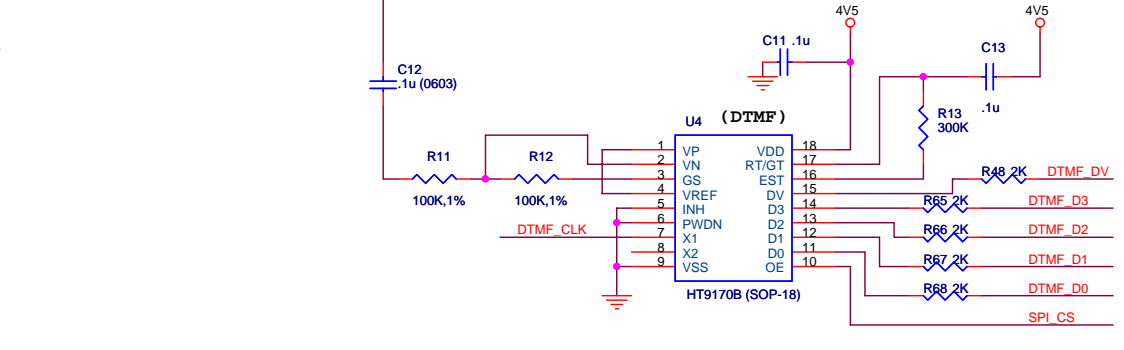 4V5
4V5
C11 .1u
C13
C12
.1u (0603)
.1u
R13
300K
U4
(DTMF)
R11
R12
100K,1%
100K,1%
DTMF_CLK
1
2
3
4
5
6
7
8
9
VP
VN
GS
VREF
INH
PWDN
X1
X2
VSS
VDD
RT/GT
EST
DV
D3
D2
D1
D0
OE
18
17
16
15
14
13
12
11
10
HT9170B (SOP-18)
R48 2K
DTMF_DV
R65 2K
DTMF_D3
R66 2K
DTMF_D2
R67 2K
DTMF_D1
R68 2K
DTMF_D0
SPI_CS